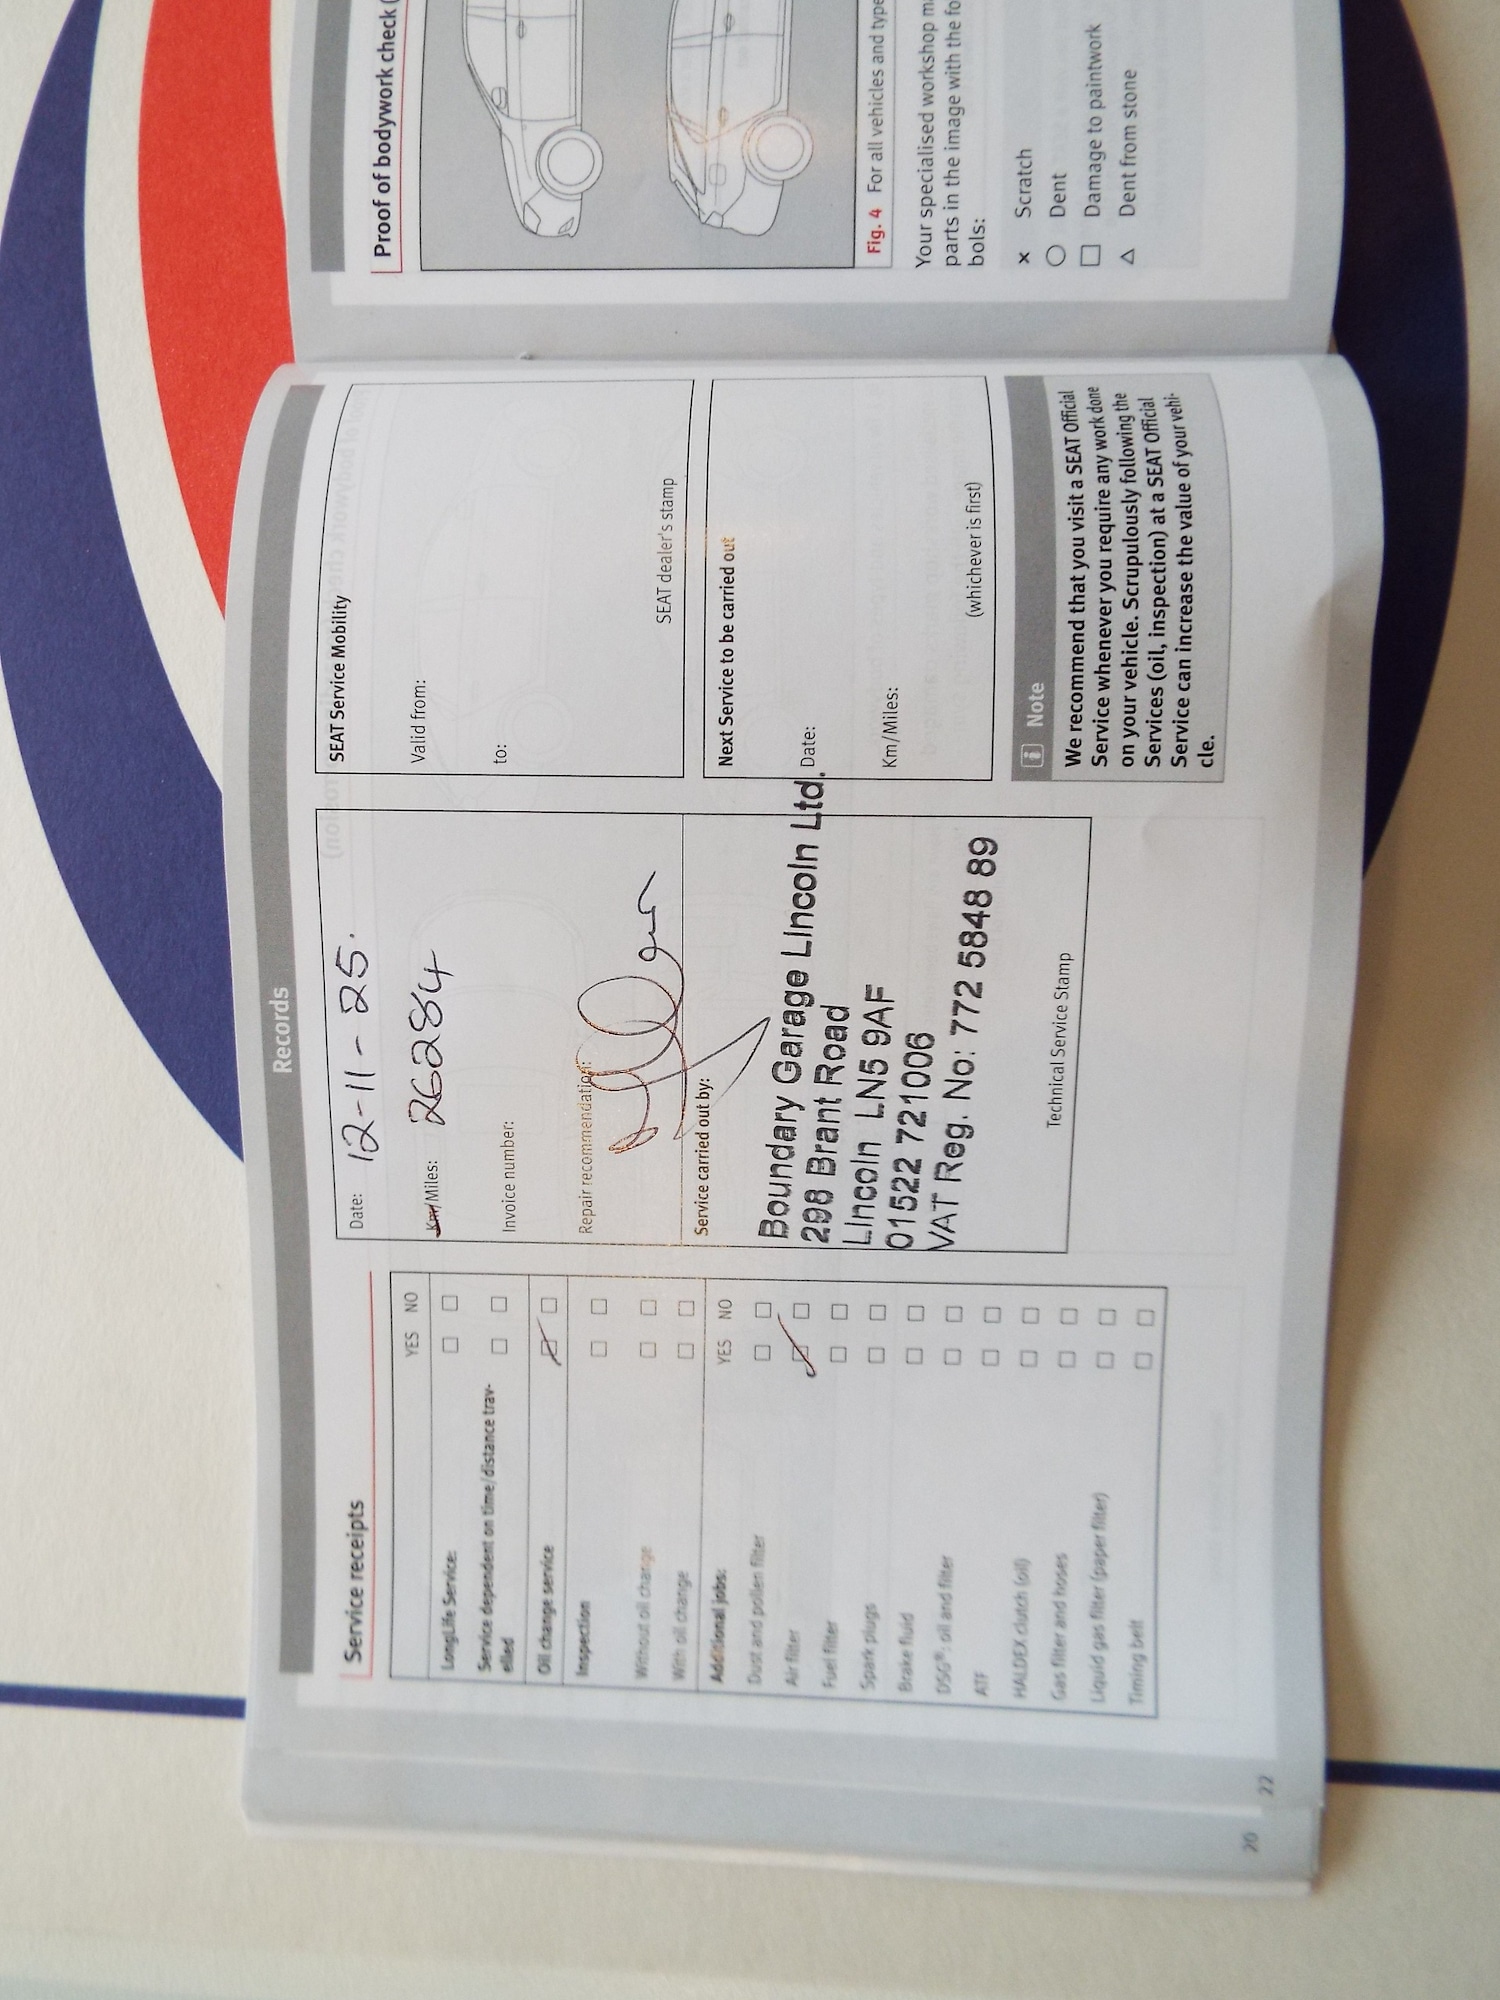 Records
Service receipts
YES NO
LongLife Service:
Service dependent on time/distance trav-
elled
Oil change service
Inspection
Without oil change
With oil change
Additional jobs: YES NO
Dust and pollen filter
Air filter
Fuel filter
Spark plugs
Brake fluid
DSG®: oil and filter
ATF
HALDEX clutch (oil)
Gas filter and hoses
Liquid gas filter (paper filter)
Timing belt
Date: 12-11-25.
Km/Miles: 26284
Invoice number:
Repair recommendation:
Service carried out by:
Boundary Garage LIncoln Ltd.
298 Brant Road
LIncoln LN5 9AF
01522 721006
VAT Reg. No: 772 5848 89
Technical Service Stamp
SEAT Service Mobility
Valid from:
to:
SEAT dealer's stamp
Next Service to be carried out
Date:
Km/Miles:
(whichever is first)
i Note
We recommend that you visit a SEAT Official
Service whenever you require any work done
on your vehicle. Scrupulously following the
Services (oil, inspection) at a SEAT Official
Service can increase the value of your vehi-
cle.
22
20
Proof of bodywork check (
Fig. 4 For all vehicles and type
Your specialised workshop m
parts in the image with the fo
bols:
× Scratch
○ Dent
□ Damage to paintwork
△ Dent from stone